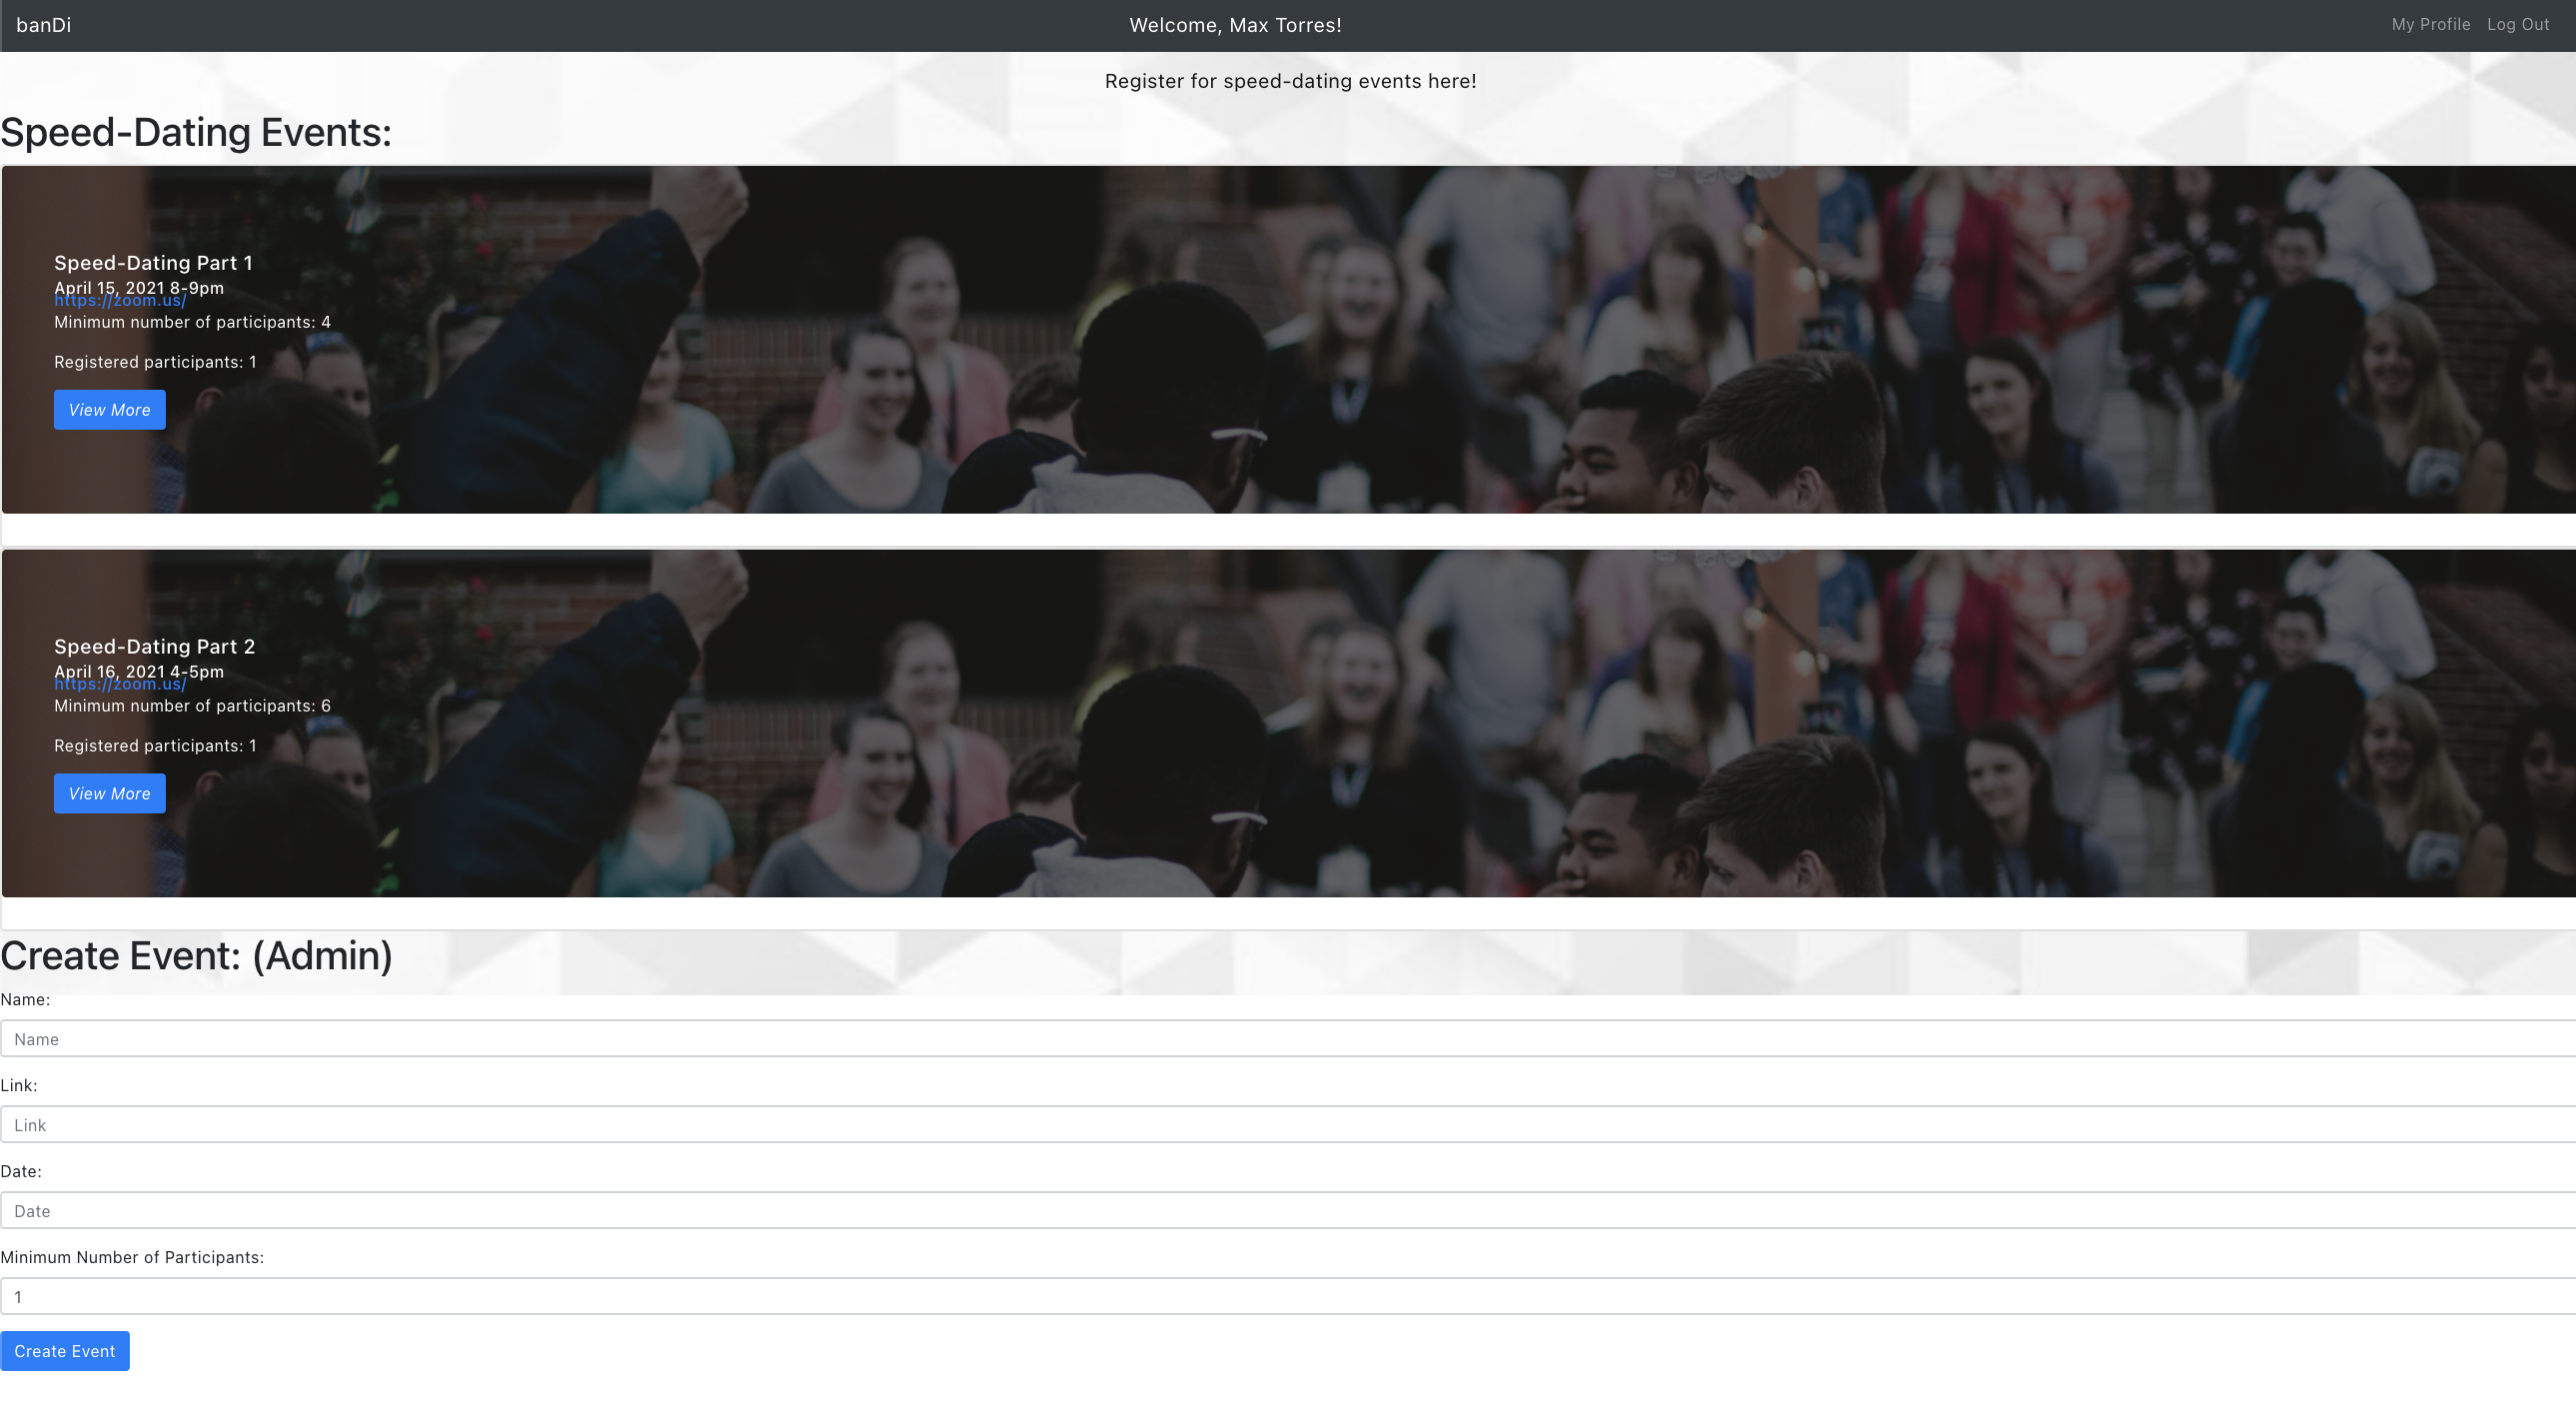 banDi
Welcome, Max Torres!
My Profile
Log Out
Register for speed-dating events here!
Speed-Dating Events:
Speed-Dating Part 1
April 15, 2021 8-9pm
https://zoom.us/
Minimum number of participants: 4
Registered participants: 1
View More
Speed-Dating Part 2
April 16, 2021 4-5pm
https://zoom.us/
Minimum number of participants: 6
Registered participants: 1
View More
Create Event: (Admin)
Name:
Name
Link:
Link
Date:
Date
Minimum Number of Participants:
1
Create Event